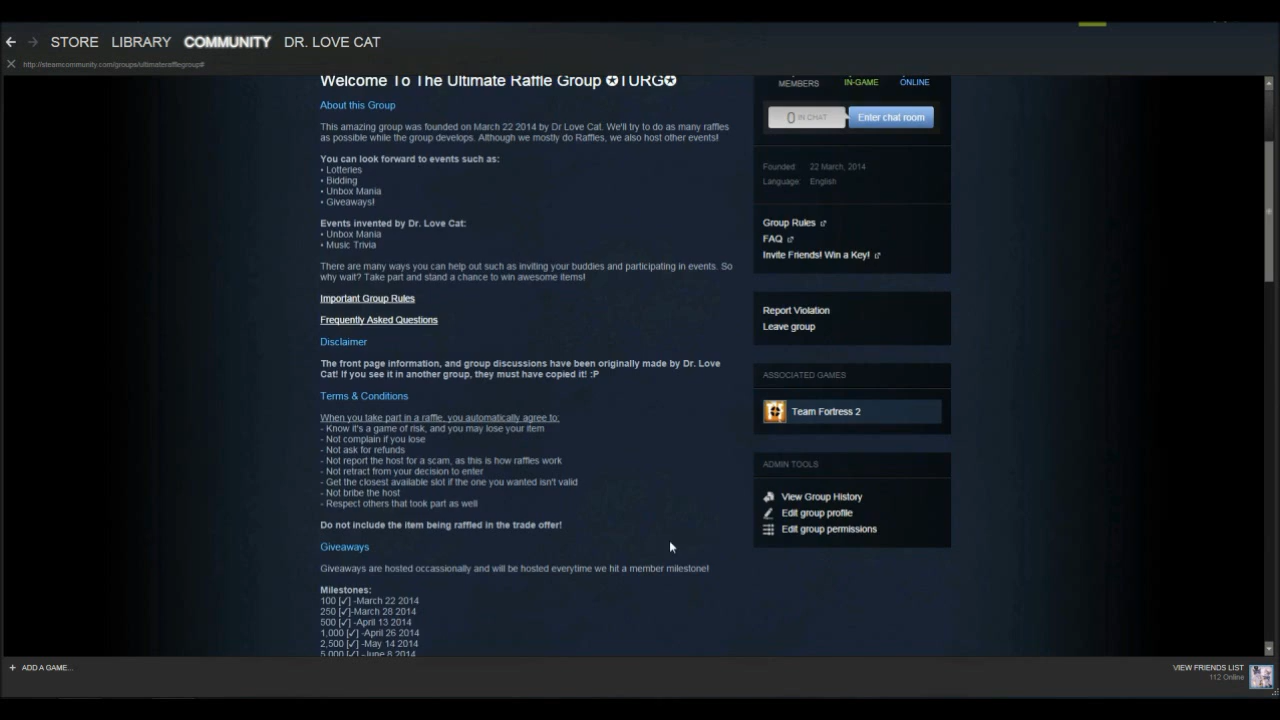 STORE LIBRARY COMMUNITY DR. LOVE CAT
http://steamcommunity.com/groups/ultimaterafflegroup#
Welcome To The Ultimate Raffle Group ✪TURG✪
About this Group
This amazing group was founded on March 22 2014 by Dr Love Cat. We'll try to do as many raffles
as possible while the group develops. Although we mostly do Raffles, we also host other events!
You can look forward to events such as:
• Lotteries
• Bidding
• Unbox Mania
• Giveaways!
Events invented by Dr. Love Cat:
• Unbox Mania
• Music Trivia
There are many ways you can help out such as inviting your buddies and participating in events. So
why wait? Take part and stand a chance to win awesome items!
Important Group Rules
Frequently Asked Questions
Disclaimer
The front page information, and group discussions have been originally made by Dr. Love
Cat! If you see it in another group, they must have copied it! :P
Terms & Conditions
When you take part in a raffle, you automatically agree to:
- Know it's a game of risk, and you may lose your item
- Not complain if you lose
- Not ask for refunds
- Not report the host for a scam, as this is how raffles work
- Not retract from your decision to enter
- Get the closest available slot if the one you wanted isn't valid
- Not bribe the host
- Respect others that took part as well
Do not include the item being raffled in the trade offer!
Giveaways
Giveaways are hosted occassionally and will be hosted everytime we hit a member milestone!
Milestones:
100 [✓] -March 22 2014
250 [✓]-March 28 2014
500 [✓] -April 13 2014
1,000 [✓] -April 26 2014
2,500 [✓] -May 14 2014
5,000 [✓] -June 8 2014
MEMBERS IN-GAME ONLINE
0 IN CHAT Enter chat room
Founded 22 March, 2014
Language: English
Group Rules
FAQ
Invite Friends! Win a Key!
Report Violation
Leave group
ASSOCIATED GAMES
Team Fortress 2
ADMIN TOOLS
View Group History
Edit group profile
Edit group permissions
+ ADD A GAME...
VIEW FRIENDS LIST
112 Online